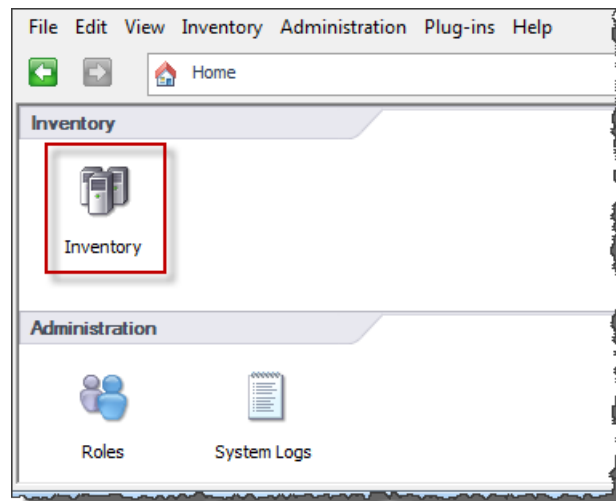 File Edit View Inventory Administration Plug-ins Help
Home
Inventory
Inventory
Administration
Roles System Logs